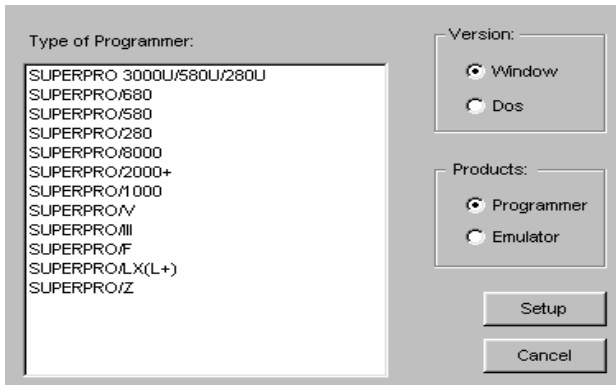 Type of Programmer:
SUPERPRO 3000U/580U/280U
SUPERPRO/680
SUPERPRO/580
SUPERPRO/280
SUPERPRO/8000
SUPERPRO/2000+
SUPERPRO/1000
SUPERPRO/V
SUPERPRO/III
SUPERPRO/F
SUPERPRO/LX(L+)
SUPERPRO/Z
Version:
Window
Dos
Products:
Programmer
Emulator
Setup
Cancel